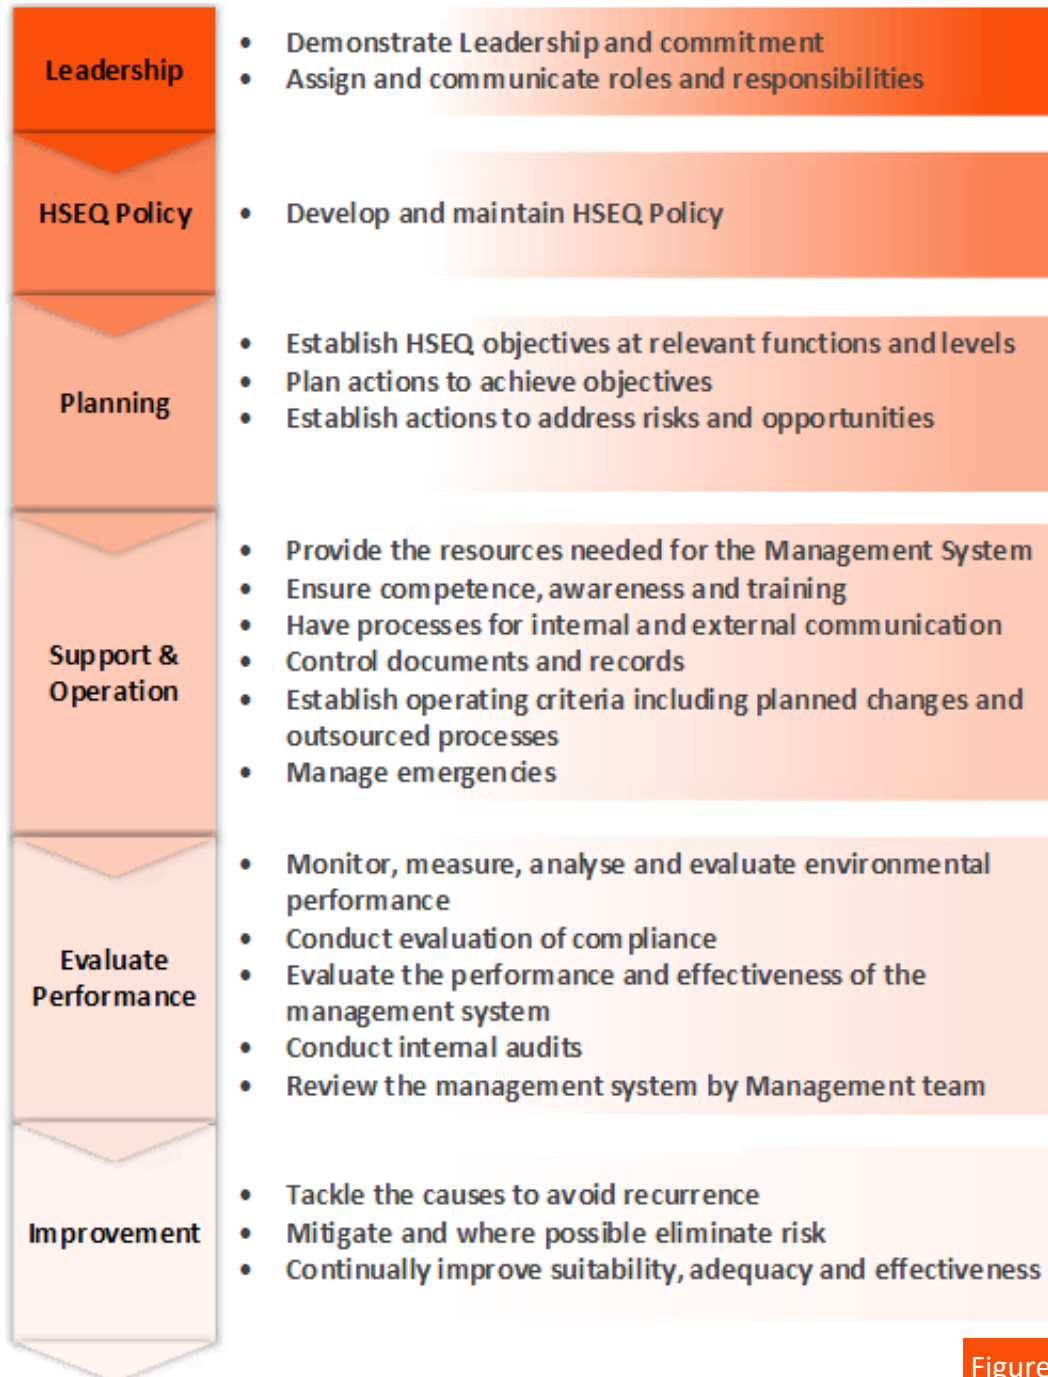 Leadership
• Demonstrate Leadership and commitment
• Assign and communicate roles and responsibilities
HSEQ Policy
• Develop and maintain HSEQ Policy
Planning
• Establish HSEQ objectives at relevant functions and levels
• Plan actions to achieve objectives
• Establish actions to address risks and opportunities
Support &
Operation
• Provide the resources needed for the Management System
• Ensure competence, awareness and training
• Have processes for internal and external communication
• Control documents and records
• Establish operating criteria including planned changes and
outsourced processes
• Manage emergencies
Evaluate
Performance
• Monitor, measure, analyse and evaluate environmental
performance
• Conduct evaluation of compliance
• Evaluate the performance and effectiveness of the
management system
• Conduct internal audits
• Review the management system by Management team
Improvement
• Tackle the causes to avoid recurrence
• Mitigate and where possible eliminate risk
• Continually improve suitability, adequacy and effectiveness
Figure